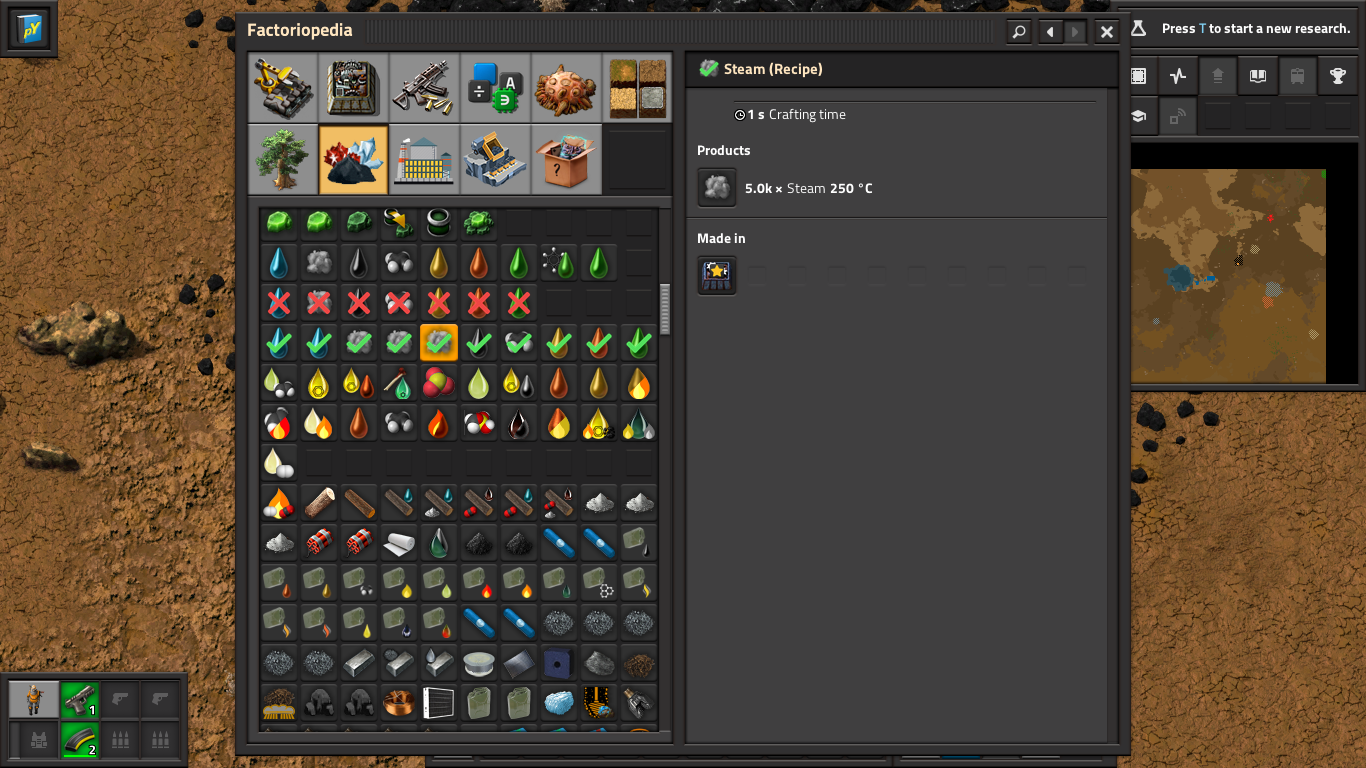 pY
Factoriopedia
Press T to start a new research.
A
?
Steam (Recipe)
1 s Crafting time
Products
5.0k × Steam 250 °C
Made in
1
2